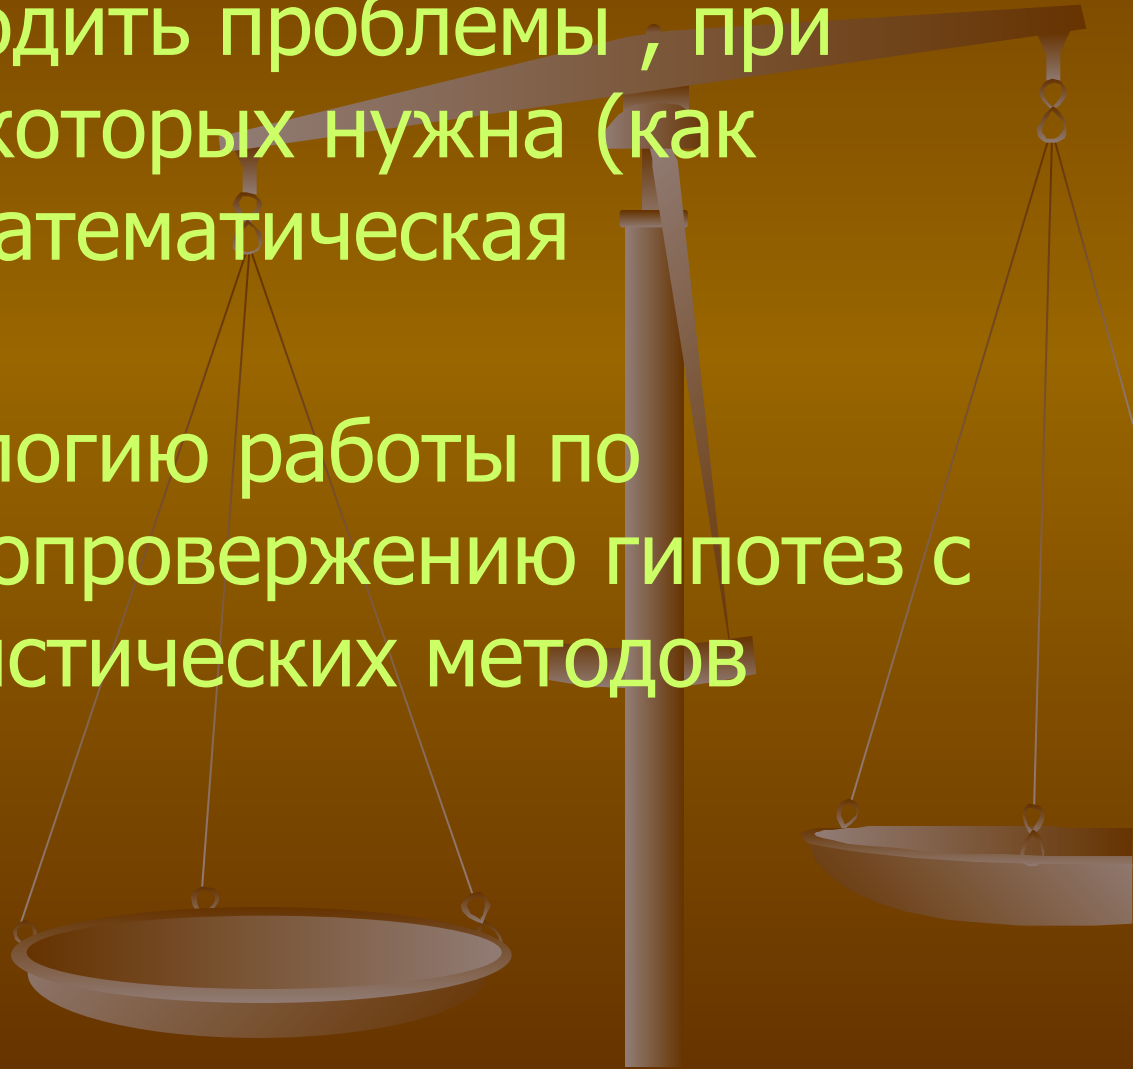 одить проблемы , при
которых нужна (как
атематическая
логию работы по
опровержению гипотез с
истических методов